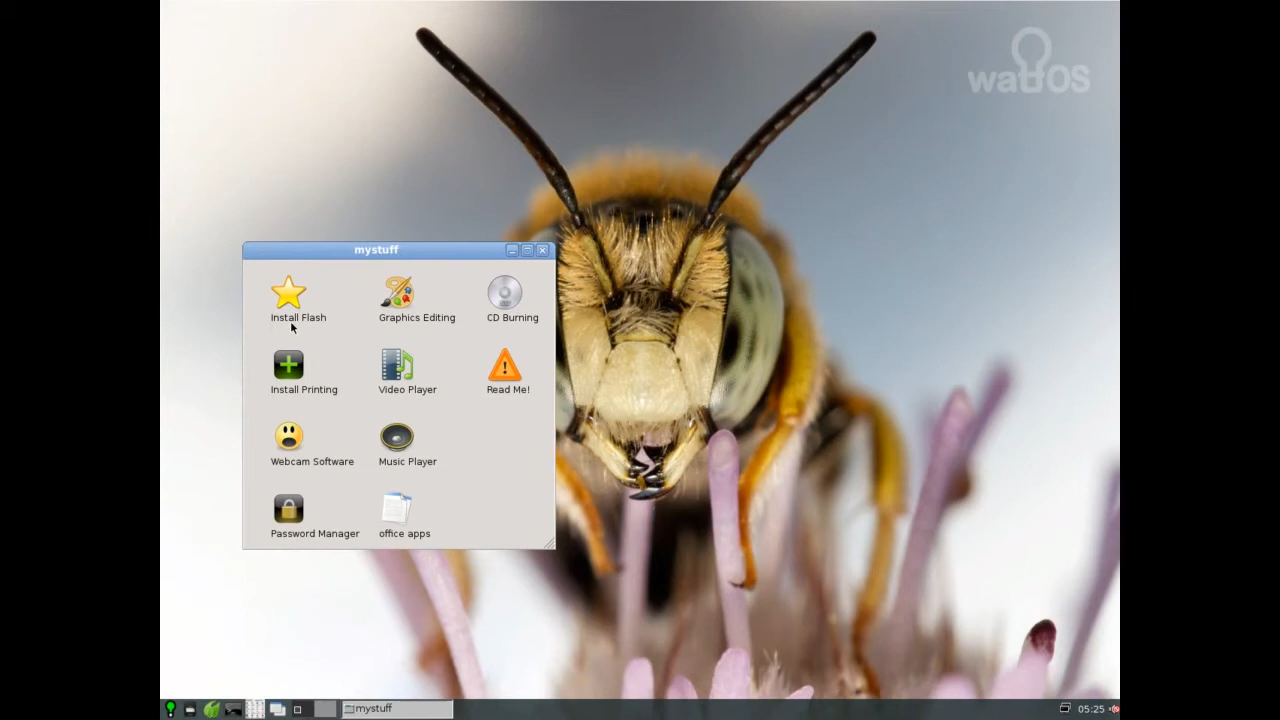 wattOS
mystuff
Install Flash
Graphics Editing
CD Burning
Install Printing
Video Player
Read Me!
Webcam Software
Music Player
Password Manager
office apps
mystuff
05:25